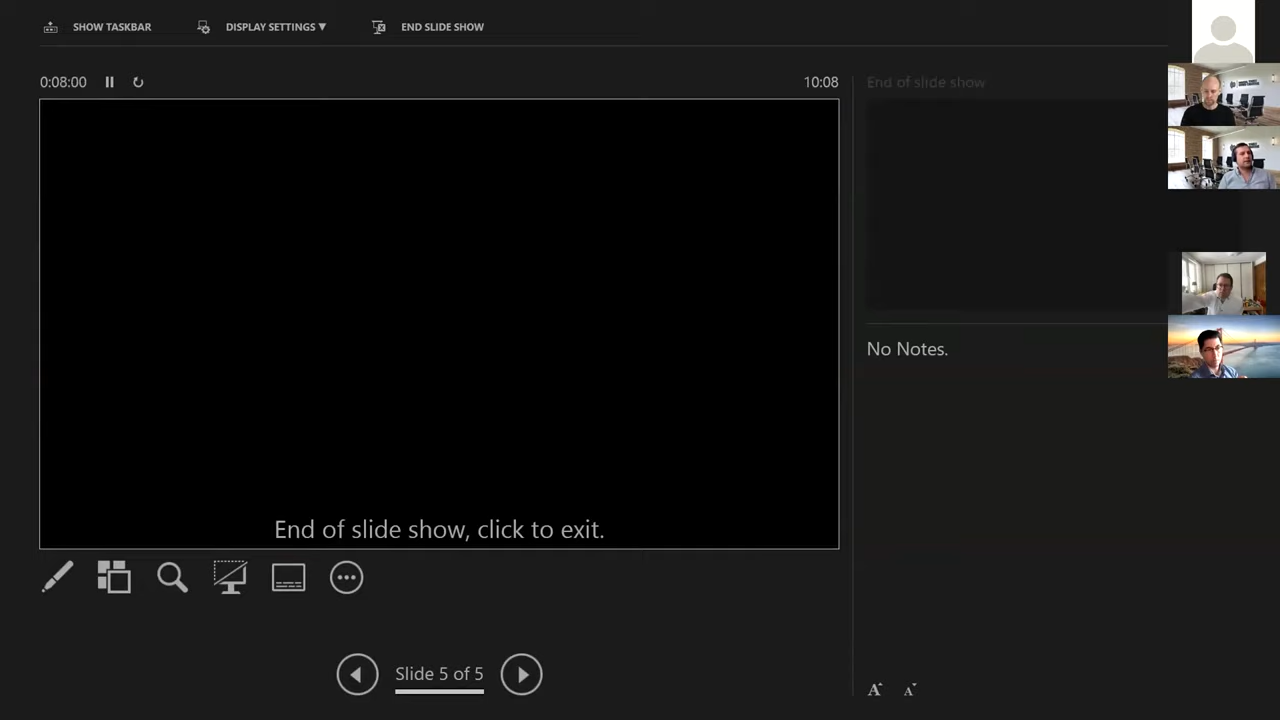 SHOW TASKBAR
DISPLAY SETTINGS ▼
END SLIDE SHOW
0:08:00
10:08
End of slide show
End of slide show, click to exit.
No Notes.
Slide 5 of 5
A
A